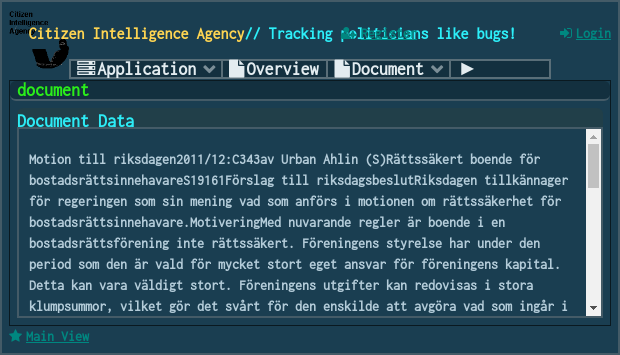 Citizen
Intelligence
Agency
Citizen Intelligence Agency// Tracking politicians like bugs!
Register
Login
Application
Overview
Document
document
Document Data
Motion till riksdagen2011/12:C343av Urban Ahlin (S)Rättssäkert boende för
bostadsrättsinnehavareS19161Förslag till riksdagsbeslutRiksdagen tillkännager
för regeringen som sin mening vad som anförs i motionen om rättssäkerhet för
bostadsrättsinnehavare.MotiveringMed nuvarande regler är boende i en
bostadsrättsförening inte rättssäkert. Föreningens styrelse har under den
period som den är vald för mycket stort eget ansvar för föreningens kapital.
Detta kan vara väldigt stort. Föreningens utgifter kan redovisas i stora
klumpsummor, vilket gör det svårt för den enskilde att avgöra vad som ingår i
Main View